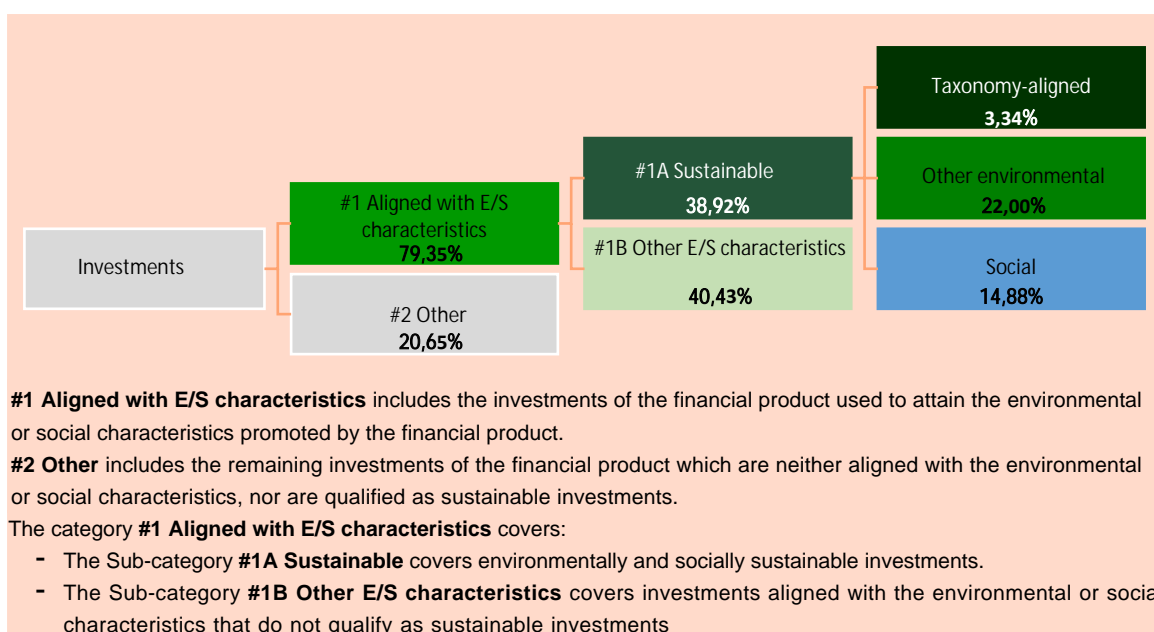 Investments
#1 Aligned with E/S
characteristics
79,35%
#2 Other
20,65%
#1A Sustainable
38,92%
#1B Other E/S characteristics
40,43%
Taxonomy-aligned
3,34%
Other environmental
22,00%
Social
14,88%
#1 Aligned with E/S characteristics includes the investments of the financial product used to attain the environmental
or social characteristics promoted by the financial product.
#2 Other includes the remaining investments of the financial product which are neither aligned with the environmental
or social characteristics, nor are qualified as sustainable investments.
The category #1 Aligned with E/S characteristics covers:
- The Sub-category #1A Sustainable covers environmentally and socially sustainable investments.
- The Sub-category #1B Other E/S characteristics covers investments aligned with the environmental or socia
characteristics that do not qualify as sustainable investments